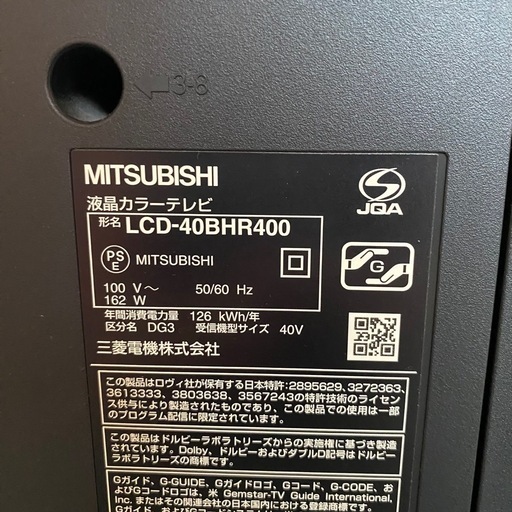 3-8
MITSUBISHI
液晶カラーテレビ
形名 LCD-40BHR400
PS
E
MITSUBISHI
100 V～ 50/60 Hz
162 W
年間消費電力量 126 kWh/年
区分名 DG3 受信機型サイズ 40V
三菱電機株式会社
JQA
G
この製品はロヴィ社が保有する日本特許:2895629、3272363、
3613333、3803638、3567243の特許技術のライセン
ス供与により製造されたものであり、この製品での使用は一部
のプログラム配信に限定されています。
この製品はドルビーラボラトリーズからの実施権に基づき製造さ
れています。Dolby、ドルビーおよびダブルD記号はドルビー
ラボラトリーズの商標です。
Gガイド、G-GUIDE、Gガイドロゴ、Gコード、G-CODE、お
よびGコードロゴは、米 Gemstar-TV Guide International,
Inc. またはその関連会社の日本国内における登録商標です。